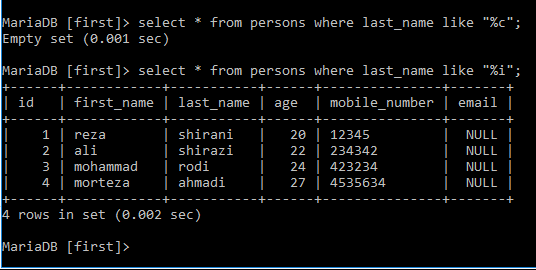 MariaDB [first]> select * from persons where last_name like "%c";
Empty set (0.001 sec)
MariaDB [first]> select * from persons where last_name like "%i";
+------+------------+-----------+------+---------------+-------+
| id   | first_name | last_name | age  | mobile_number | email |
+------+------------+-----------+------+---------------+-------+
|    1 | reza       | shirani   |   20 | 12345         |  NULL |
|    2 | ali        | shirazi   |   22 | 234342        |  NULL |
|    3 | mohammad   | rodi      |   24 | 423234        |  NULL |
|    4 | morteza    | ahmadi    |   27 | 4535634       |  NULL |
+------+------------+-----------+------+---------------+-------+
4 rows in set (0.002 sec)
MariaDB [first]>